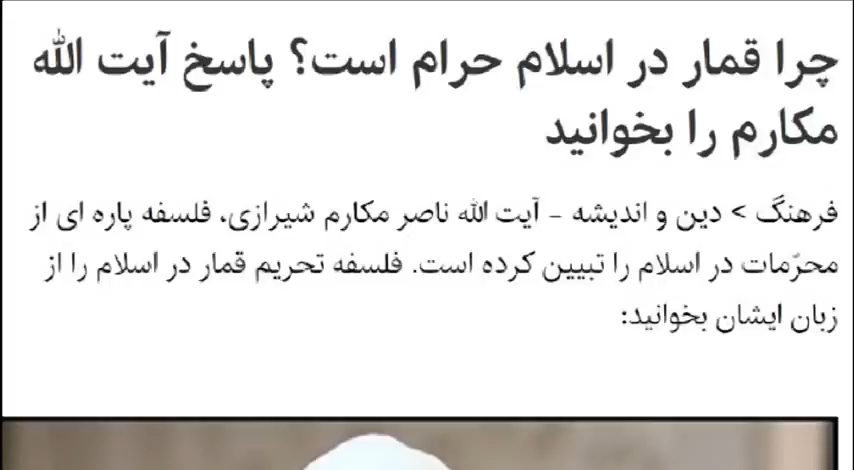 چرا قمار در اسلام حرام است؟ پاسخ آیت الله
مکارم را بخوانید
فرهنگ > دین و اندیشه - آیت الله ناصر مکارم شیرازی، فلسفه پاره ای از
محرّمات در اسلام را تبیین کرده است. فلسفه تحریم قمار در اسلام را از
زبان ایشان بخوانید: